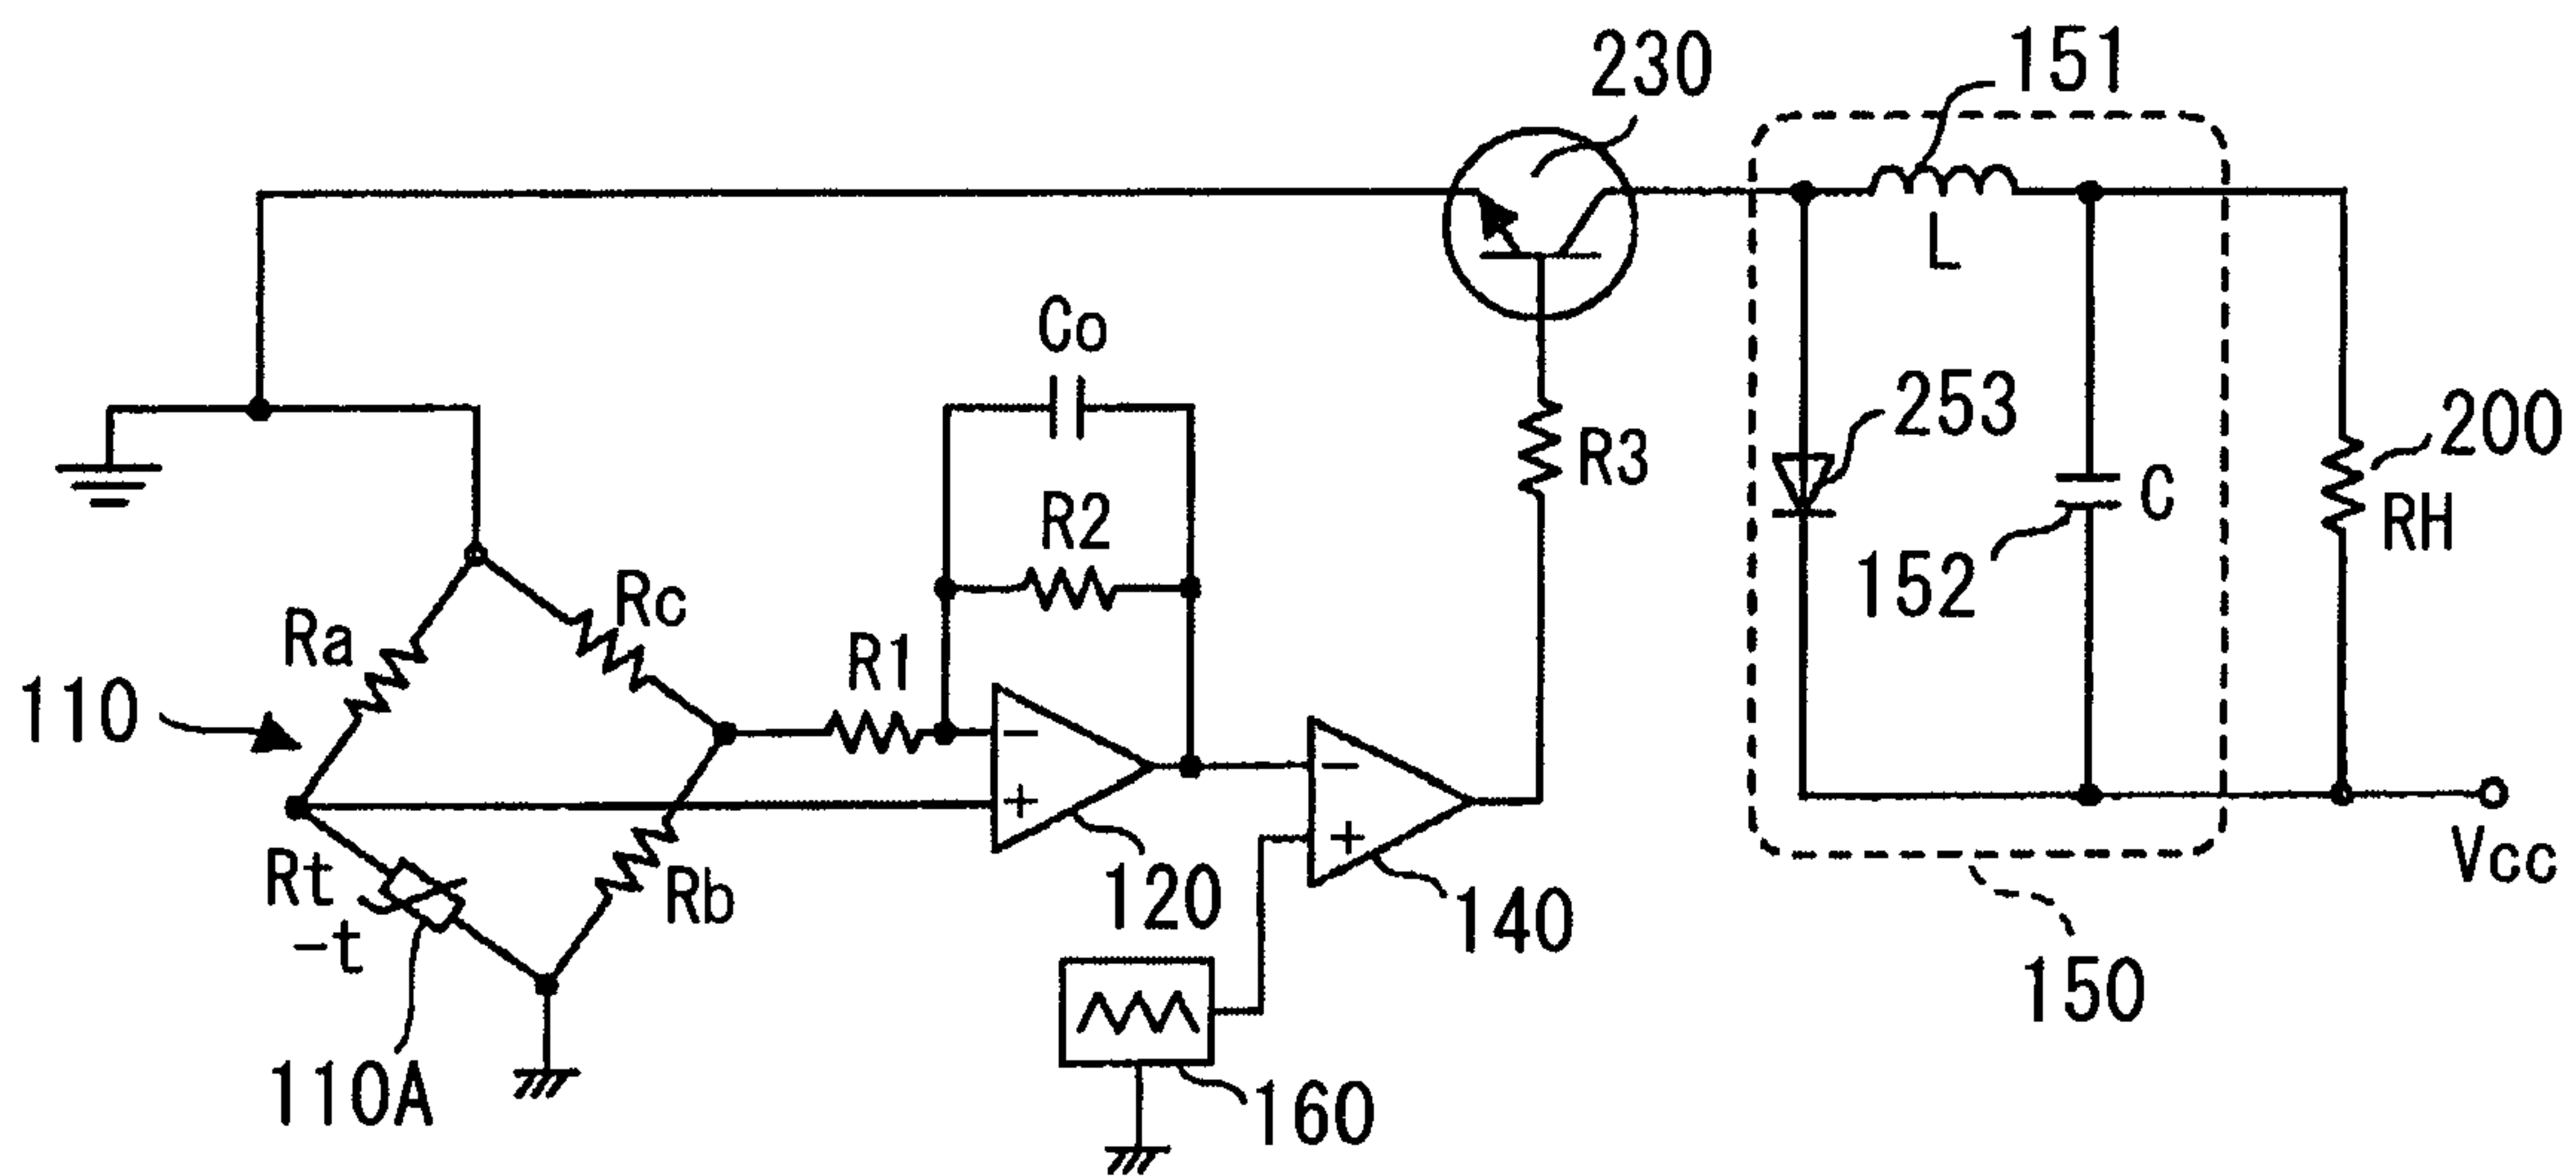 230
151
L
Co
253
200
R2
R3
C
RH
Rc
152
Ra
R1
110
−
+
−
+
Vcc
Rt
Rb
120
140
-t
150
110A
160